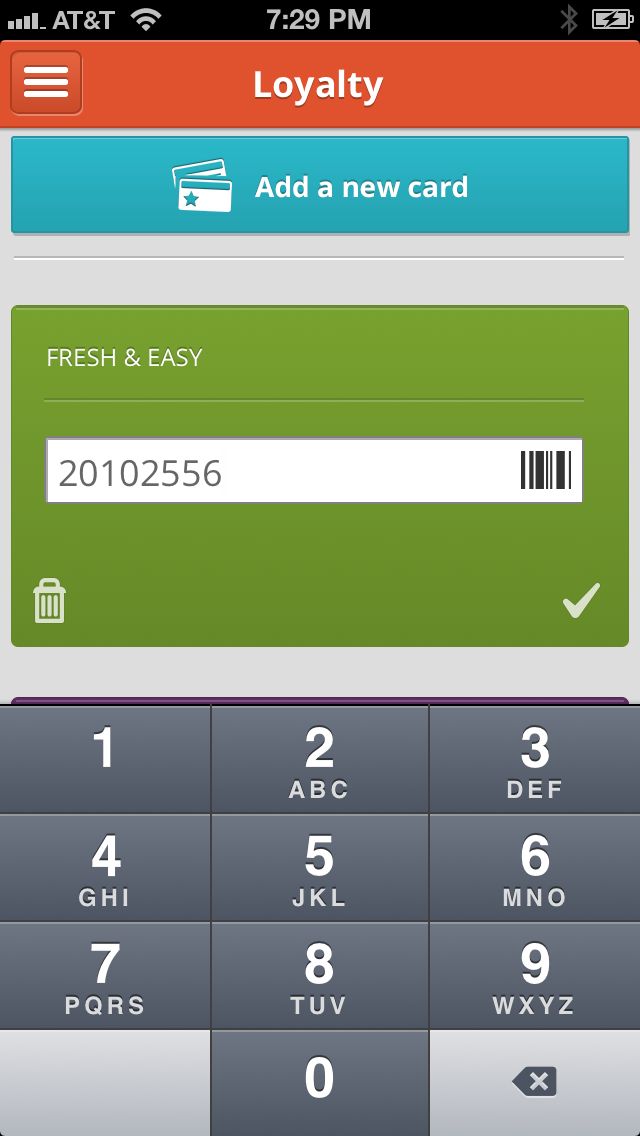 AT&T 7:29 PM
Loyalty
Add a new card
FRESH & EASY
20102556
1 2 3
ABC DEF
4 5 6
GHI JKL MNO
7 8 9
PQRS TUV WXYZ
0